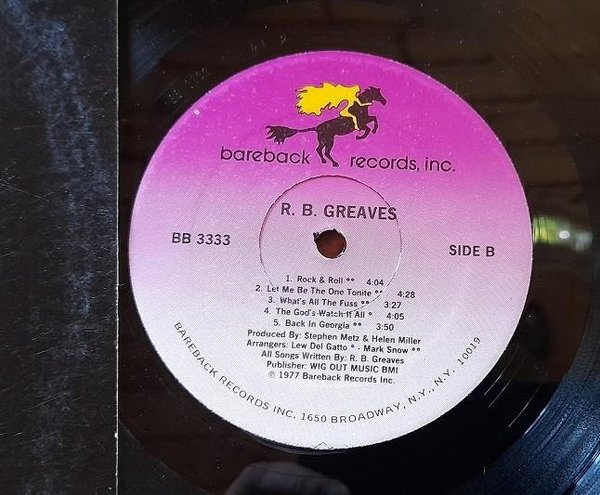 bareback records, inc.
R. B. GREAVES
BB 3333
SIDE B
1. Rock & Roll ** 4:04
2. Let Me Be The One Tonite ** 4:28
3. What's All The Fuss ** 3:27
4. The God's Watch It All * 4:05
5. Back In Georgia ** 3:50
Produced By: Stephen Metz & Helen Miller
Arrangers: Lew Del Gatto * - Mark Snow **
All Songs Written By: R. B. Greaves
Publisher: WIG OUT MUSIC BMI
℗ 1977 Bareback Records Inc.
BAREBACK RECORDS INC. 1650 BROADWAY, N.Y., N.Y. 10019